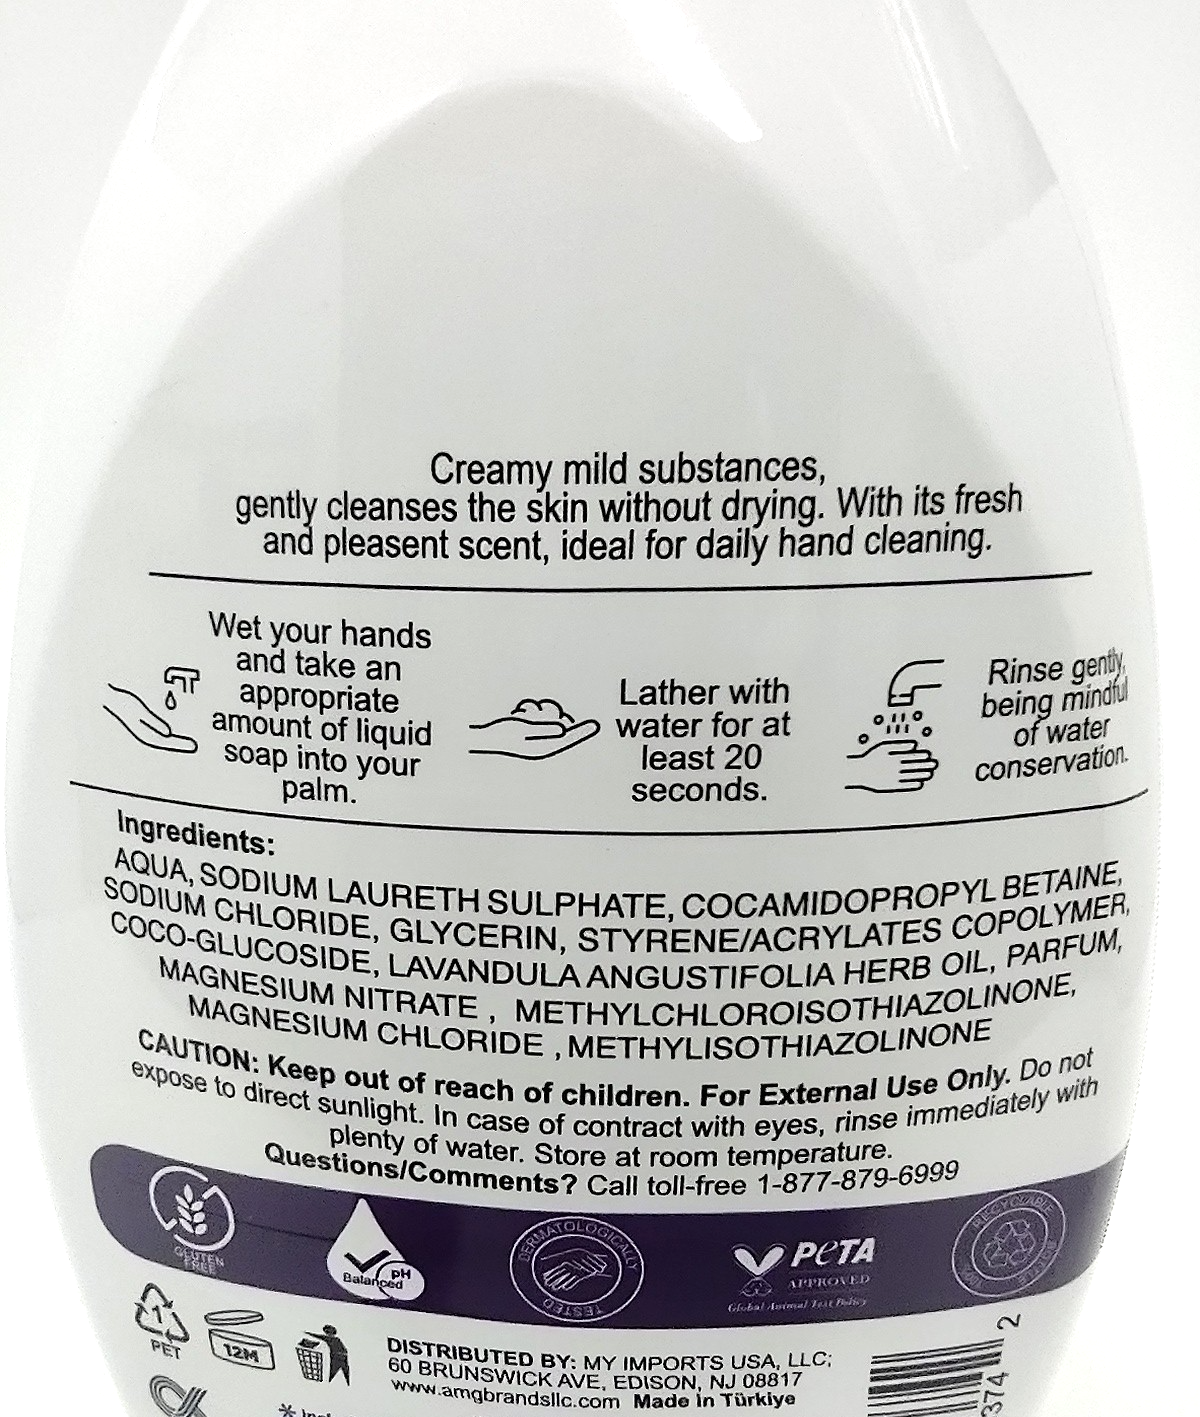 Creamy mild substances,
gently cleanses the skin without drying. With its fresh
and pleasent scent, ideal for daily hand cleaning.
Wet your hands
and take an
appropriate
amount of liquid
soap into your
palm.
Lather with
water for at
least 20
seconds.
Rinse gently,
being mindful
of water
conservation.
Ingredients:
AQUA, SODIUM LAURETH SULPHATE, COCAMIDOPROPYL BETAINE,
SODIUM CHLORIDE, GLYCERIN, STYRENE/ACRYLATES COPOLYMER,
COCO-GLUCOSIDE, LAVANDULA ANGUSTIFOLIA HERB OIL, PARFUM,
MAGNESIUM NITRATE , METHYLCHLOROISOTHIAZOLINONE,
MAGNESIUM CHLORIDE , METHYLISOTHIAZOLINONE
CAUTION: Keep out of reach of children. For External Use Only. Do not
expose to direct sunlight. In case of contract with eyes, rinse immediately with
plenty of water. Store at room temperature.
Questions/Comments? Call toll-free 1-877-879-6999
GLUTEN
FREE
pH
Balanced
DERMATOLOGICALLY
TESTED
PeTA
APPROVED
Global Animal Test Policy
RECYCLABLE
BOTTLE
1
PET
12M
DISTRIBUTED BY: MY IMPORTS USA, LLC;
60 BRUNSWICK AVE, EDISON, NJ 08817
www.amgbrandsllc.com Made in Türkiye
374
2